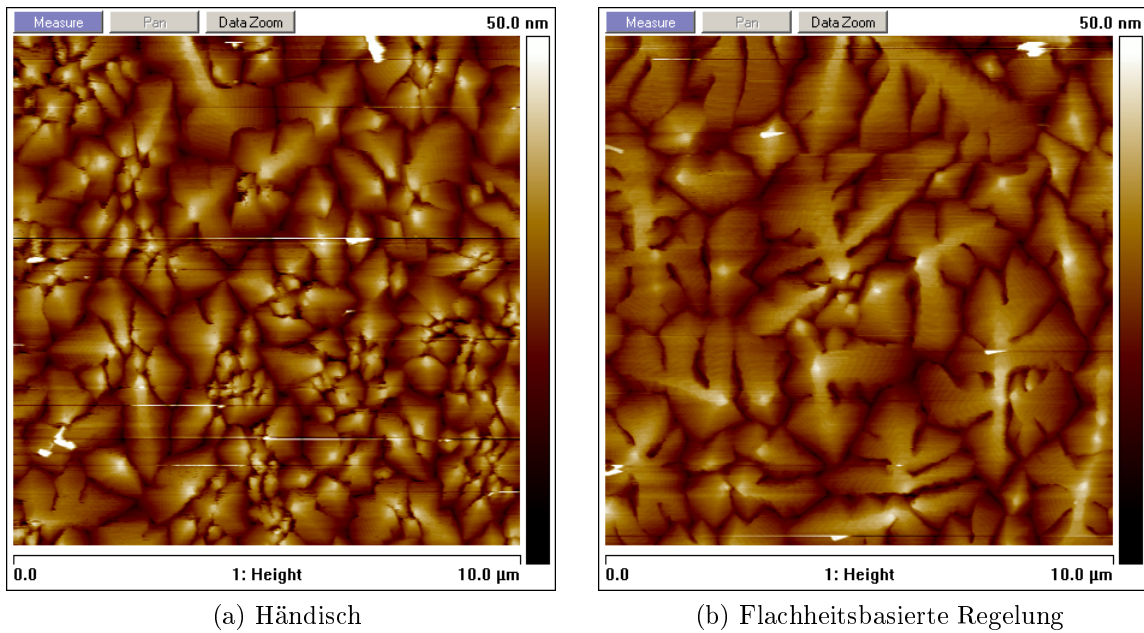 Measure Pan Data Zoom 50.0 nm
0.0 1: Height 10.0 µm
(a) Händisch
Measure Pan Data Zoom 50.0 nm
0.0 1: Height 10.0 µm
(b) Flachheitsbasierte Regelung